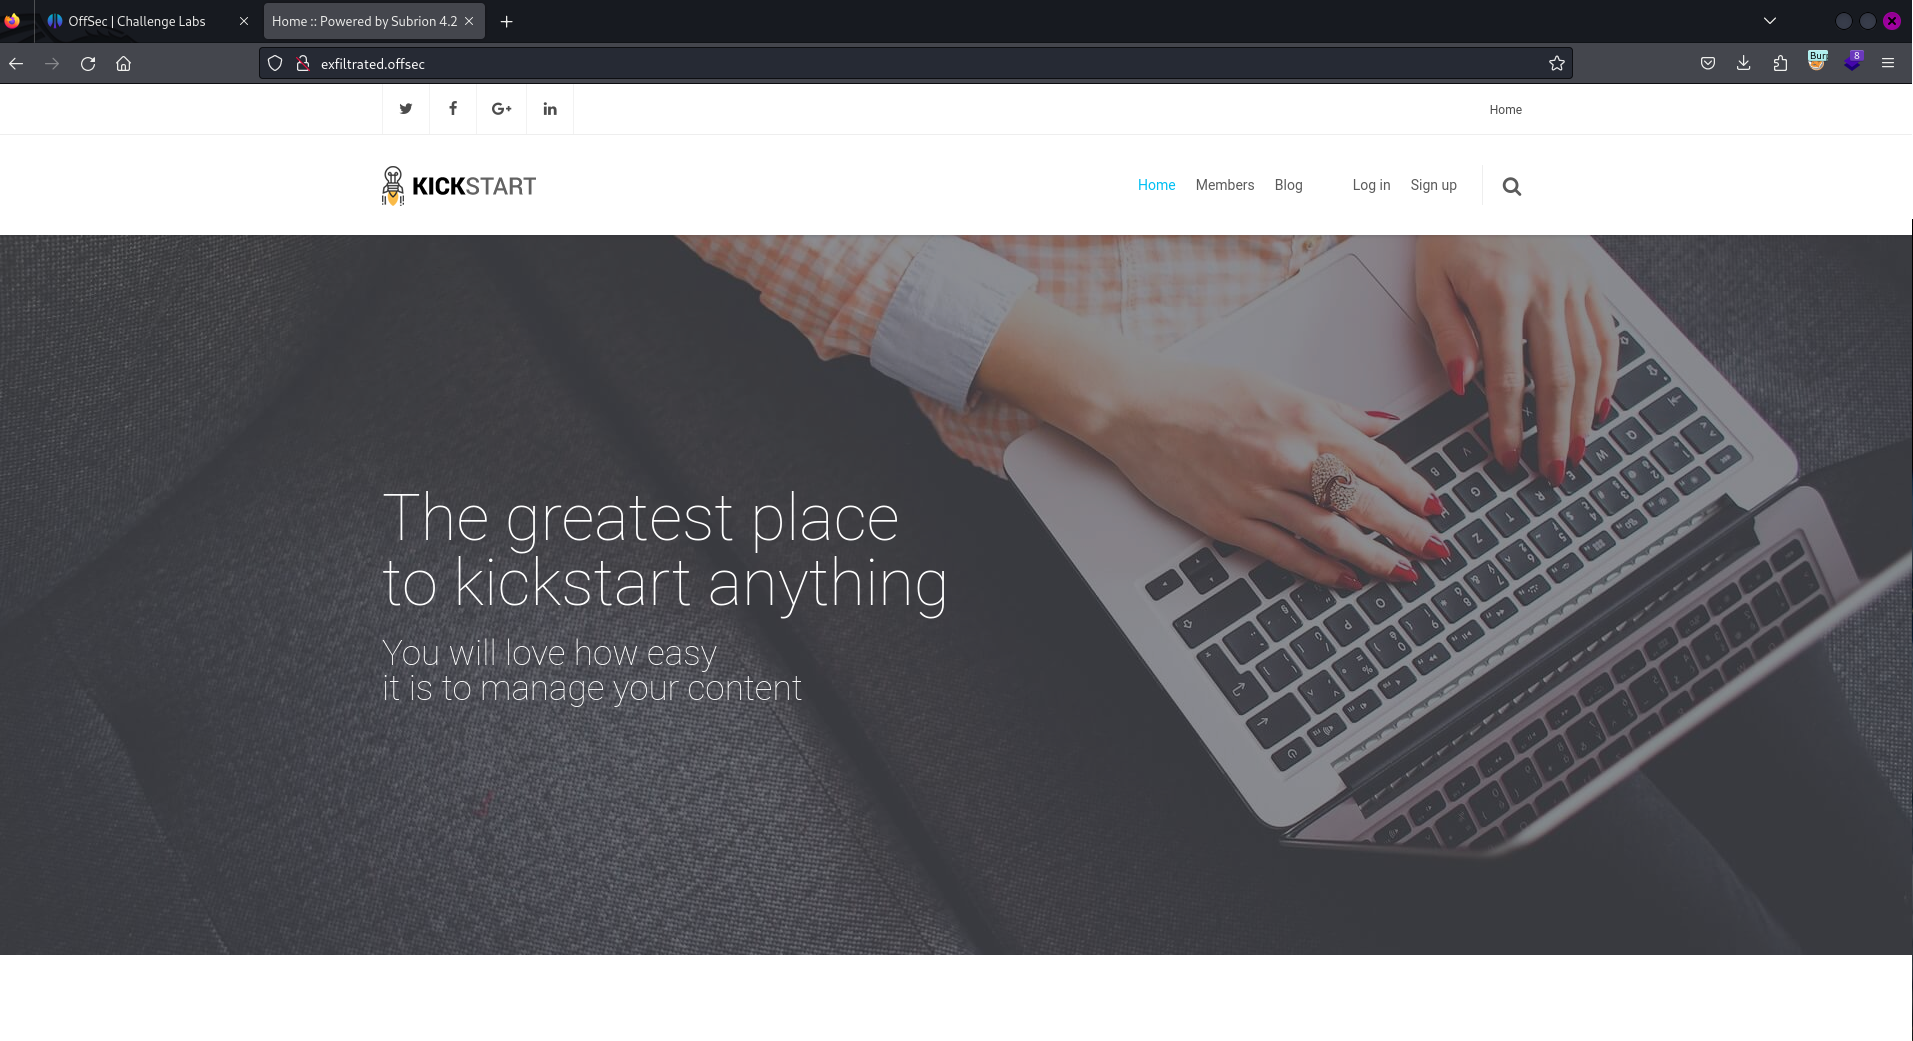 OffSec | Challenge Labs
Home :: Powered by Subrion 4.2
exfiltrated.offsec
Bur
8
Home
KICKSTART
Home Members Blog Log in Sign up
The greatest place
to kickstart anything
You will love how easy
it is to manage your content